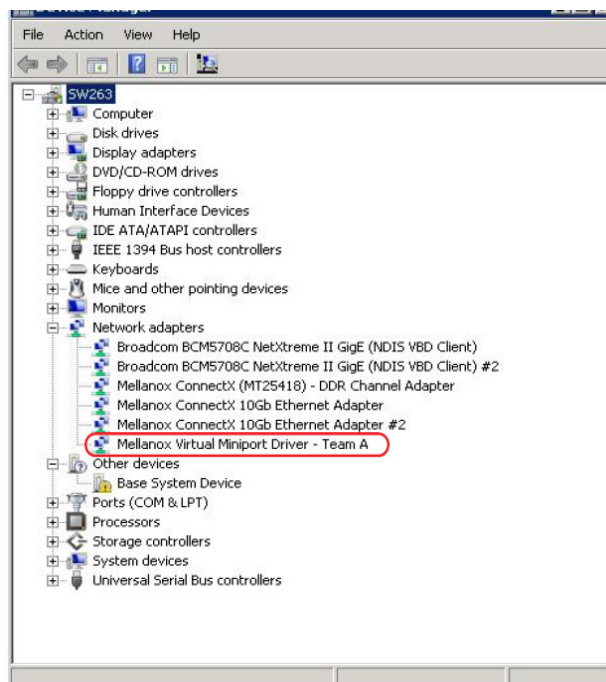 Device Manager
File Action View Help
SW263
Computer
Disk drives
Display adapters
DVD/CD-ROM drives
Floppy drive controllers
Human Interface Devices
IDE ATA/ATAPI controllers
IEEE 1394 Bus host controllers
Keyboards
Mice and other pointing devices
Monitors
Network adapters
Broadcom BCM5708C NetXtreme II GigE (NDIS VBD Client)
Broadcom BCM5708C NetXtreme II GigE (NDIS VBD Client) #2
Mellanox ConnectX (MT25418) - DDR Channel Adapter
Mellanox ConnectX 10Gb Ethernet Adapter
Mellanox ConnectX 10Gb Ethernet Adapter #2
Mellanox Virtual Miniport Driver - Team A
Other devices
Base System Device
Ports (COM & LPT)
Processors
Storage controllers
System devices
Universal Serial Bus controllers